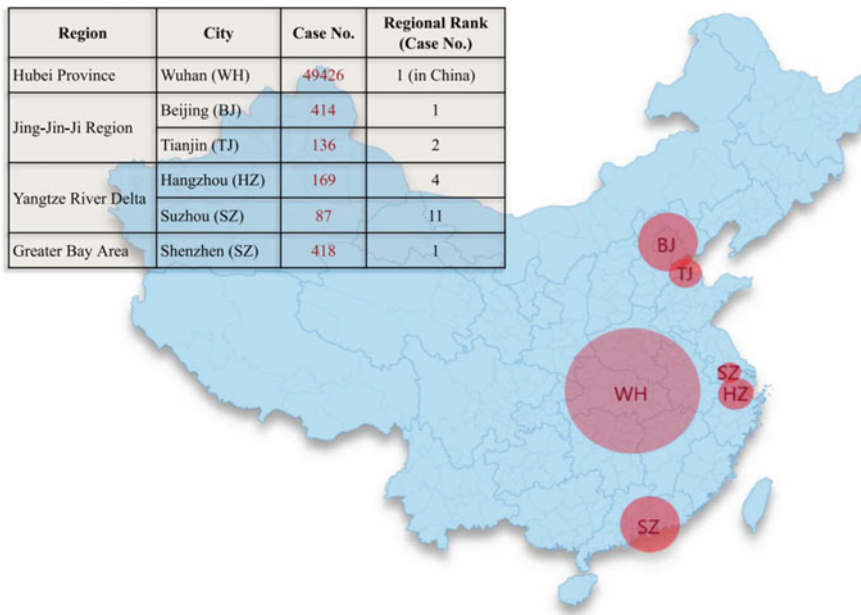 Region City Case No. Regional Rank
(Case No.)
Hubei Province Wuhan (WH) 49426 1 (in China)
Jing-Jin-Ji Region Beijing (BJ) 414 1
Tianjin (TJ) 136 2
Yangtze River Delta Hangzhou (HZ) 169 4
Suzhou (SZ) 87 11
Greater Bay Area Shenzhen (SZ) 418 1
BJ
TJ
SZ
WH
HZ
SZ